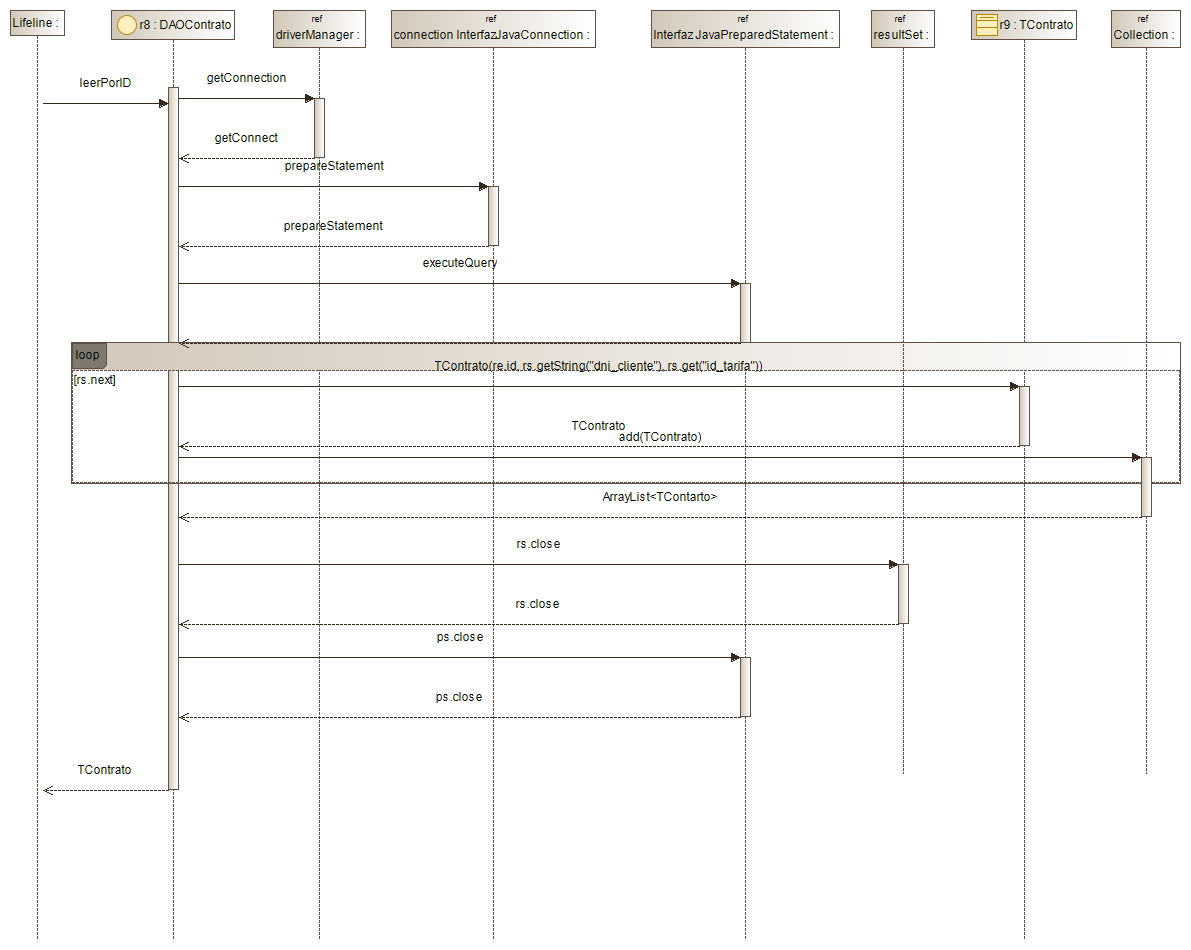 Lifeline :
r8 : DAOContrato
ref
driverManager :
ref
connection InterfazJavaConnection :
ref
InterfazJavaPreparedStatement :
ref
resultSet :
r9 : TContrato
ref
Collection :
leerPorID
getConnection
getConnect
prepareStatement
prepareStatement
executeQuery
loop
[rs.next]
TContrato(re.id, rs.getString("dni_cliente"), rs.get("id_tarifa"))
TContrato
add(TContrato)
ArrayList<TContarto>
rs.close
rs.close
ps.close
ps.close
TContrato